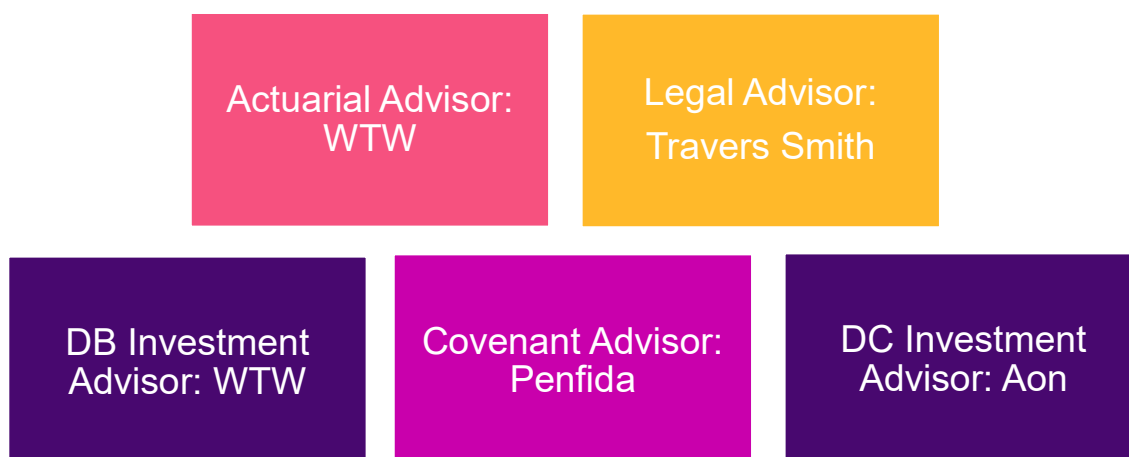 Actuarial Advisor:
WTW
Legal Advisor:
Travers Smith
DB Investment
Advisor: WTW
Covenant Advisor:
Penfida
DC Investment
Advisor: Aon